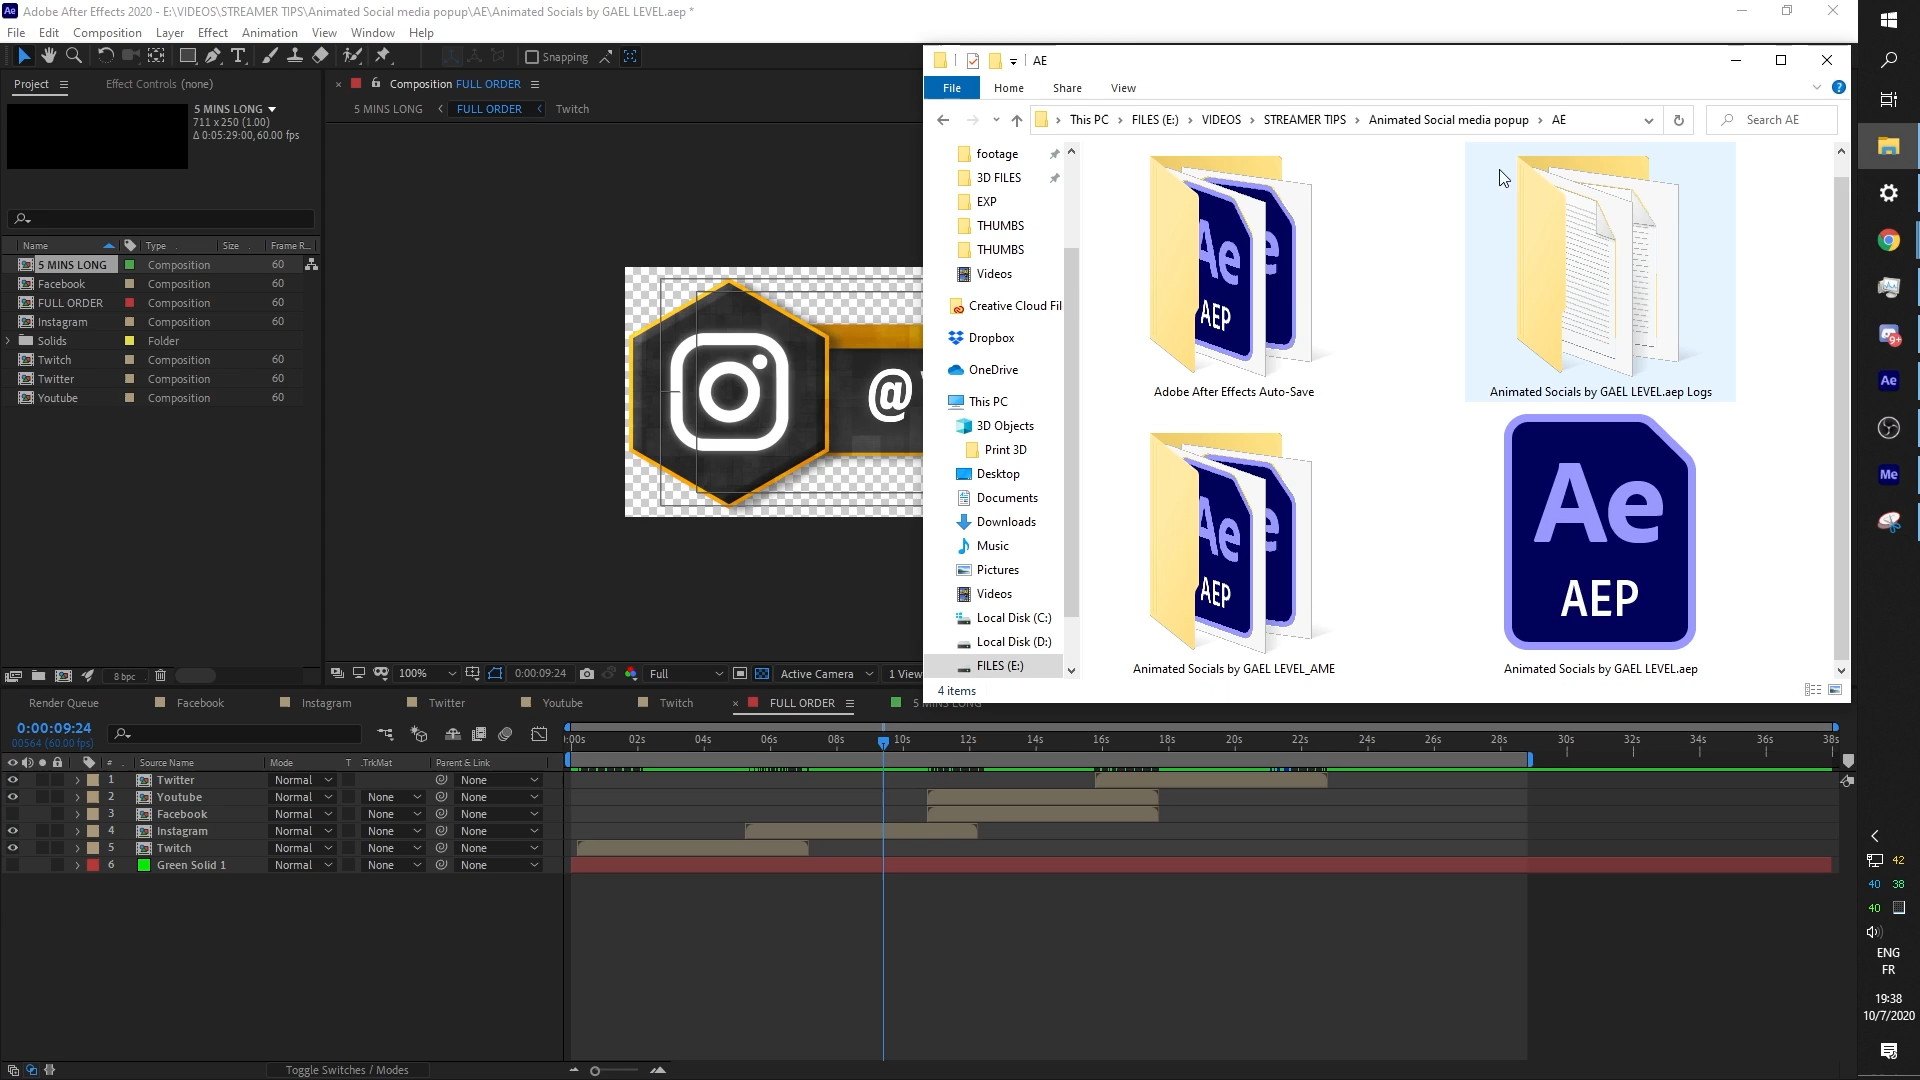 Adobe After Effects 2020 - E:\VIDEOS\STREAMER TIPS\Animated Social media popup\AE\Animated Socials by GAEL LEVEL.aep *
File Edit Composition Layer Effect Animation View Window Help
Snapping
Project Effect Controls (none)
5 MINS LONG
711 x 250 (1.00)
Δ 0:05:29:00, 60.00 fps
Name Type Size Frame R...
5 MINS LONG Composition 60
Facebook Composition 60
FULL ORDER Composition 60
Instagram Composition 60
Solids Folder
Twitch Composition 60
Twitter Composition 60
Youtube Composition 60
8 bpc
Composition FULL ORDER
5 MINS LONG FULL ORDER Twitch
100% 0:00:09:24 Full Active Camera 1 View
AE
File Home Share View
This PC FILES (E:) VIDEOS STREAMER TIPS Animated Social media popup AE
Search AE
footage
3D FILES
EXP
THUMBS
THUMBS
Videos
Creative Cloud Fil
Dropbox
OneDrive
This PC
3D Objects
Print 3D
Desktop
Documents
Downloads
Music
Pictures
Videos
Local Disk (C:)
Local Disk (D:)
FILES (E:)
Ae
AEP
Adobe After Effects Auto-Save
Animated Socials by GAEL LEVEL.aep Logs
Ae
AEP
Animated Socials by GAEL LEVEL_AME
Ae
AEP
Animated Socials by GAEL LEVEL.aep
4 items
Render Queue Facebook Instagram Twitter Youtube Twitch FULL ORDER 5 MINS LONG
0:00:09:24
00564 (60.00 fps)
:00s 02s 04s 06s 08s 10s 12s 14s 16s 18s 20s 22s 24s 26s 28s 30s 32s 34s 36s 38s
# Source Name Mode T .TrkMat Parent & Link
1 Twitter Normal None
2 Youtube Normal None None
3 Facebook Normal None None
4 Instagram Normal None None
5 Twitch Normal None None
6 Green Solid 1 Normal None None
Toggle Switches / Modes
Ae
Me
42
40 38
40
ENG
FR
19:38
10/7/2020